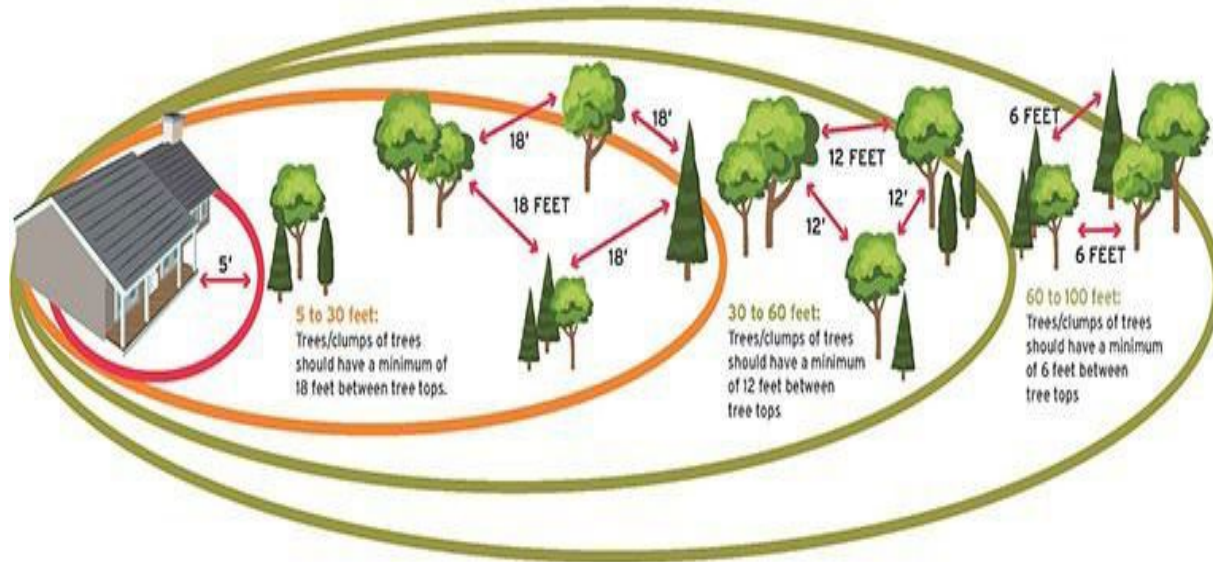 5'
18'
18'
18 FEET
18'
5 to 30 feet:
Trees/clumps of trees
should have a minimum of
18 feet between tree tops.
12 FEET
12'
12'
30 to 60 feet:
Trees/clumps of trees
should have a minimum
of 12 feet between
tree tops
6 FEET
6 FEET
60 to 100 feet:
Trees/clumps of trees
should have a minimum
of 6 feet between
tree tops